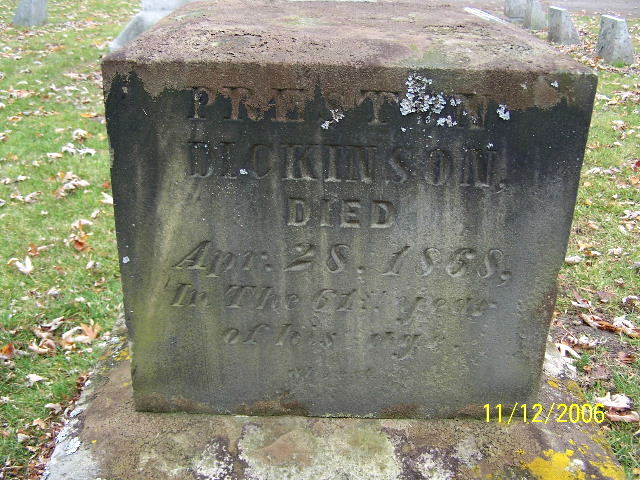 PRESTON
DICKINSON,
DIED
Apr. 28. 1868,
In The 61st year
of his age.
11/12/2006